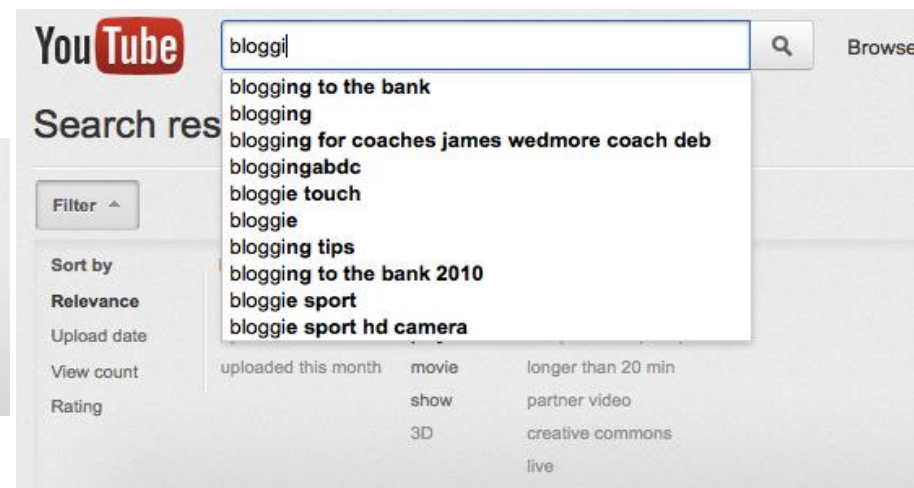 YouTube bloggi Browse
blogging to the bank
blogging
Search res
blogging for coaches james wedmore coach deb
bloggingabdc
bloggie touch
Filter
bloggie
blogging tips
Sort by
blogging to the bank 2010
Relevance
bloggie sport
Upload date
bloggie sport hd camera
View count uploaded this month movie longer than 20 min
Rating show partner video
3D creative commons
live